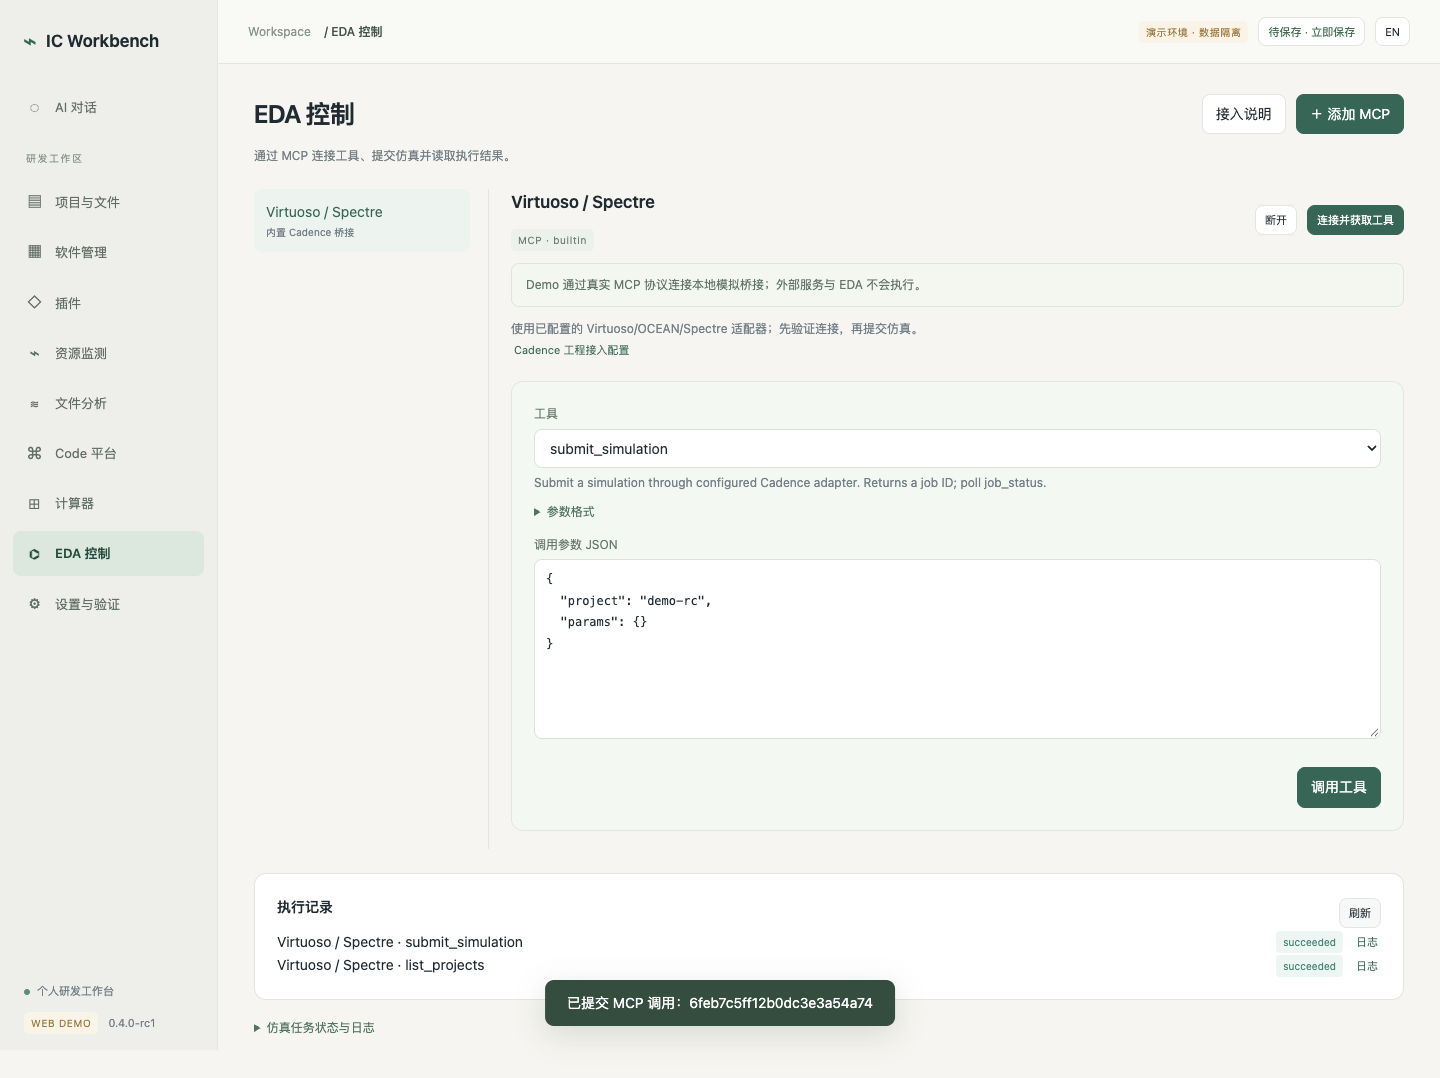 IC Workbench
AI 对话
研发工作区
项目与文件
软件管理
插件
资源监测
文件分析
Code 平台
计算器
EDA 控制
设置与验证
个人研发工作台
WEB DEMO 0.4.0-rc1
Workspace / EDA 控制
演示环境 · 数据隔离
待保存 · 立即保存
EN
EDA 控制
接入说明
+ 添加 MCP
通过 MCP 连接工具、提交仿真并读取执行结果。
Virtuoso / Spectre
内置 Cadence 桥接
Virtuoso / Spectre
MCP · builtin
断开
连接并获取工具
Demo 通过真实 MCP 协议连接本地模拟桥接；外部服务与 EDA 不会执行。
使用已配置的 Virtuoso/OCEAN/Spectre 适配器；先验证连接，再提交仿真。
Cadence 工程接入配置
工具
submit_simulation
Submit a simulation through configured Cadence adapter. Returns a job ID; poll job_status.
参数格式
调用参数 JSON
{
"project": "demo-rc",
"params": {}
}
调用工具
执行记录
刷新
Virtuoso / Spectre · submit_simulation succeeded 日志
Virtuoso / Spectre · list_projects succeeded 日志
已提交 MCP 调用：6feb7c5ff12b0dc3e3a54a74
仿真任务状态与日志